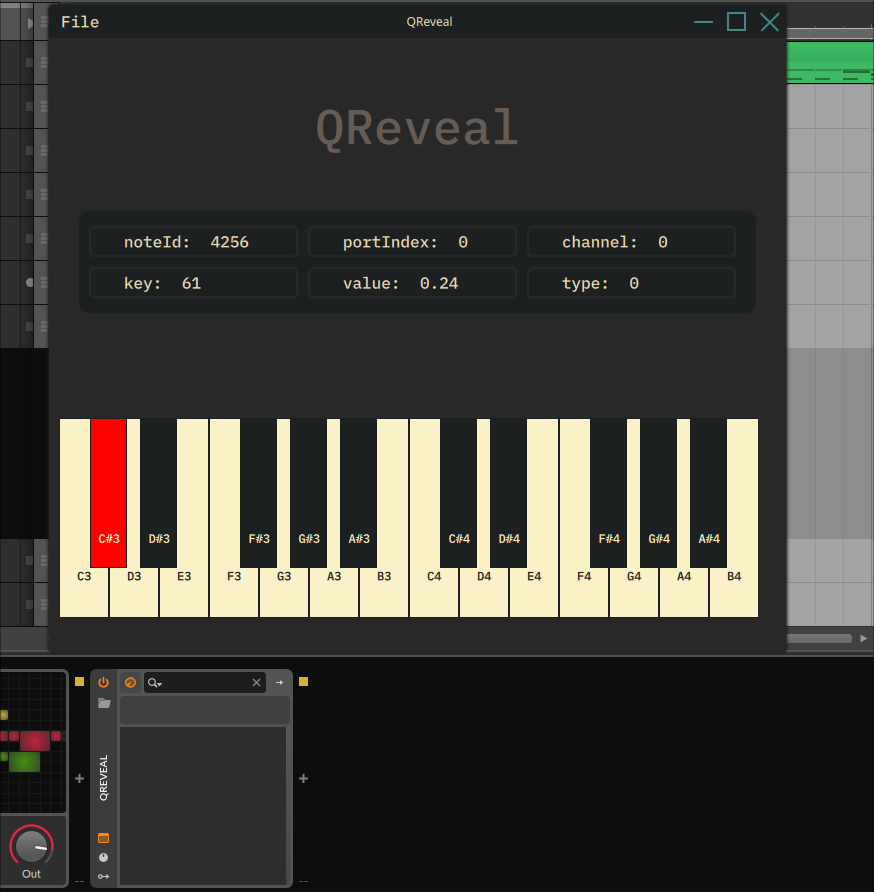 File QReveal
QReveal
noteId: 4256 portIndex: 0 channel: 0
key: 61 value: 0.24 type: 0
C#3 D#3 F#3 G#3 A#3 C#4 D#4 F#4 G#4 A#4
C3 D3 E3 F3 G3 A3 B3 C4 D4 E4 F4 G4 A4 B4
QREVEAL
Out